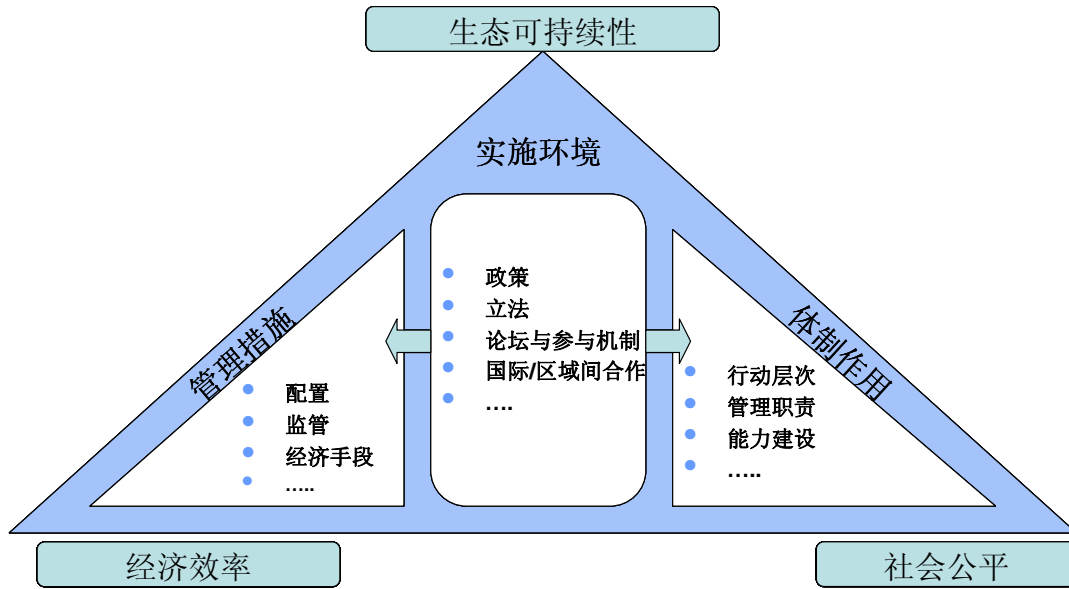 生态可持续性
实施环境
政策
立法
论坛与参与机制
国际/区域间合作
....
管理措施
配置
监管
经济手段
.....
体制作用
行动层次
管理职责
能力建设
.....
经济效率
社会公平